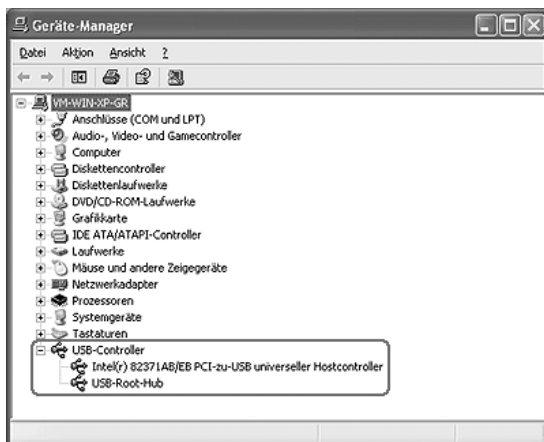 Geräte-Manager
Datei Aktion Ansicht ?
VM-WIN-XP-GR
Anschlüsse (COM und LPT)
Audio-, Video- und Gamecontroller
Computer
Diskettencontroller
Diskettenlaufwerke
DVD/CD-ROM-Laufwerke
Grafikkarte
IDE ATA/ATAPI-Controller
Laufwerke
Mäuse und andere Zeigegeräte
Netzwerkadapter
Prozessoren
Systemgeräte
Tastaturen
USB-Controller
Intel(r) 82371AB/EB PCI-zu-USB universeller Hostcontroller
USB-Root-Hub